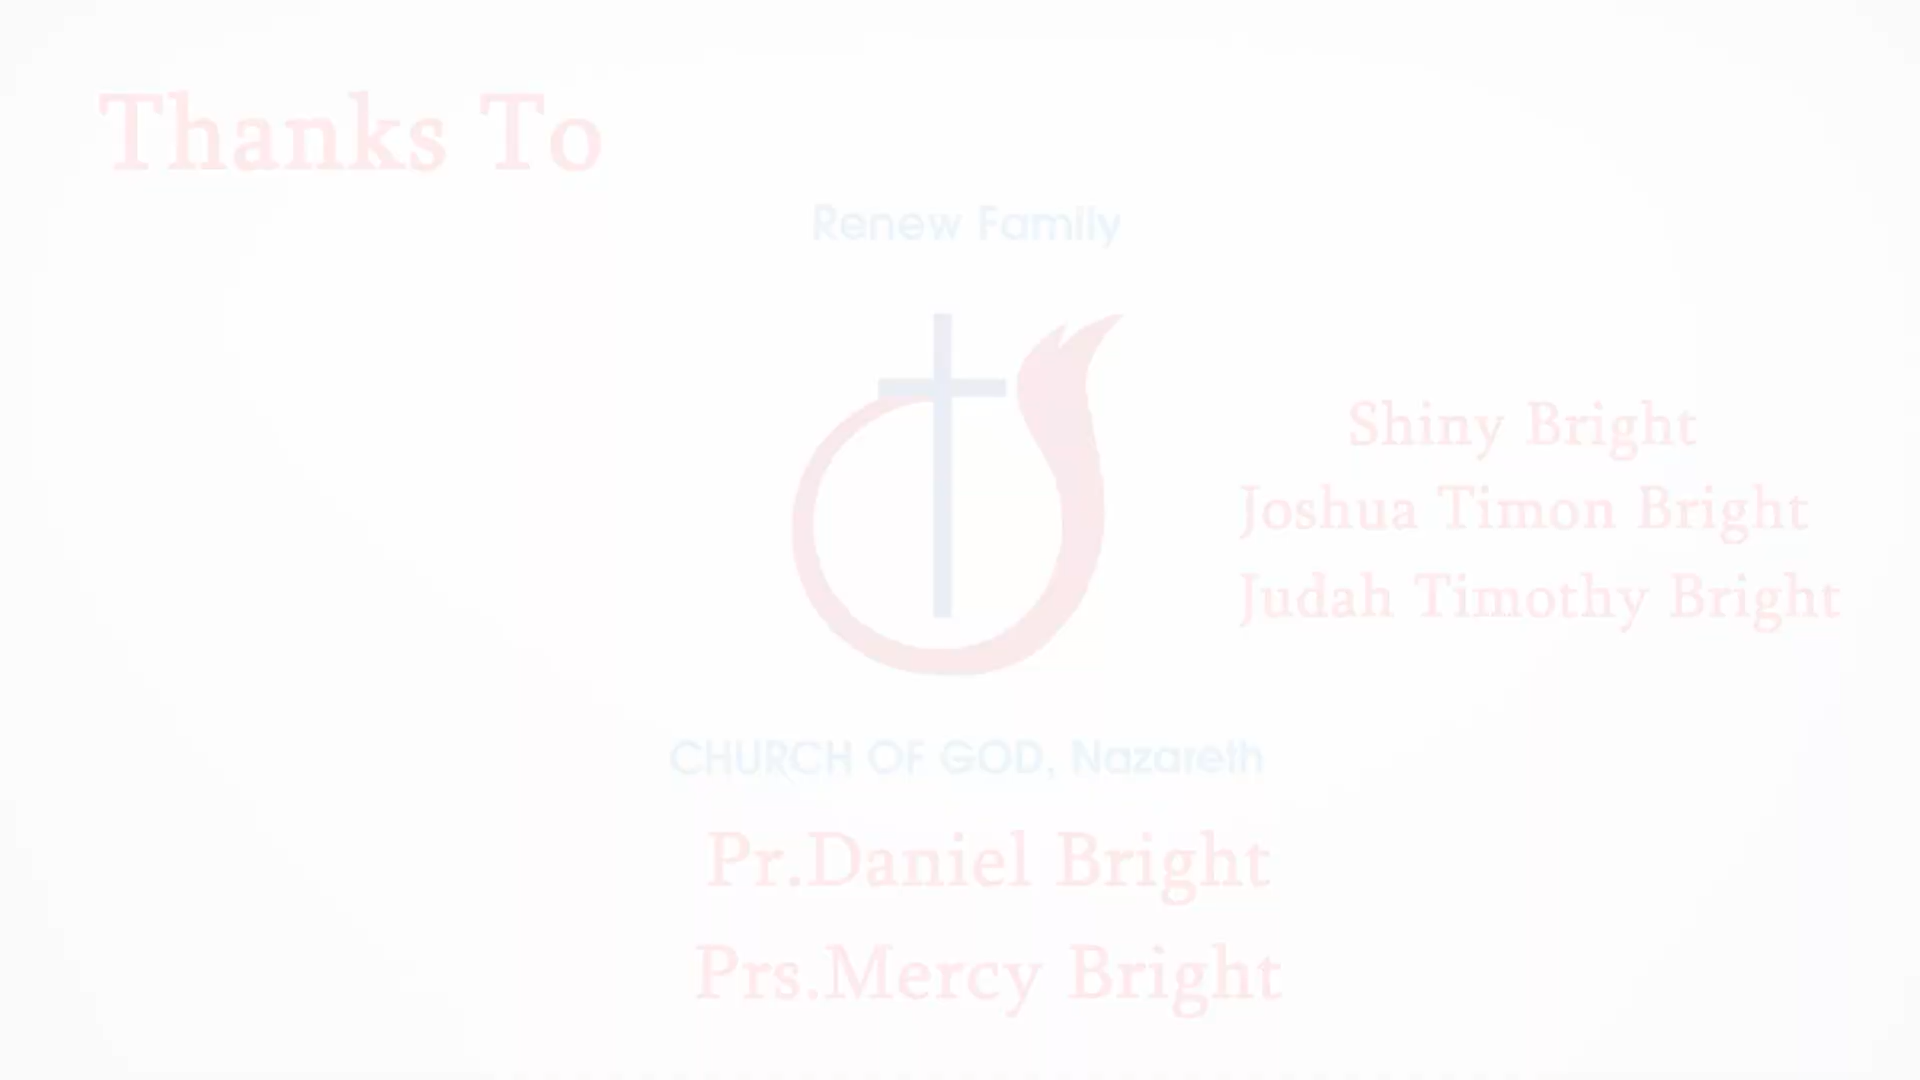 Thanks To
Renew Family
Shiny Bright
Joshua Timon Bright
Judah Timothy Bright
CHURCH OF GOD, Nazareth
Pr.Daniel Bright
Prs.Mercy Bright